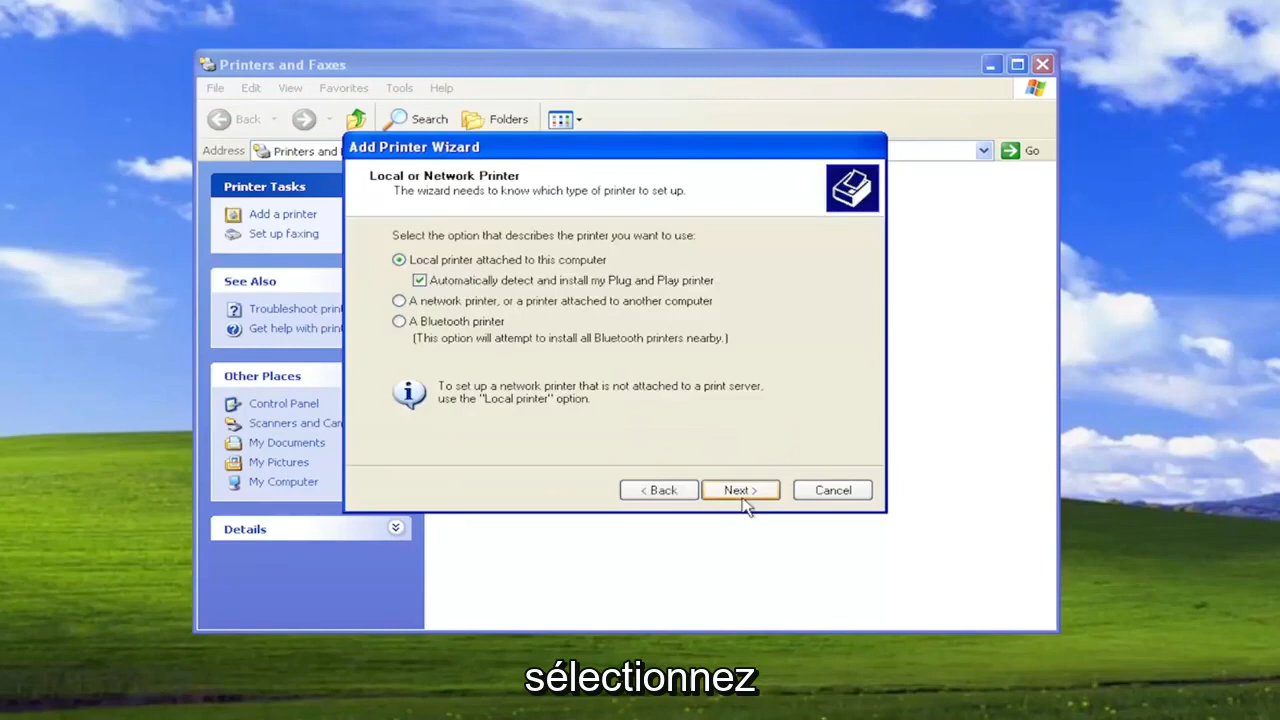 Printers and Faxes
File Edit View Favorites Tools Help
Back Search Folders
Address Printers and Go
Add Printer Wizard
Local or Network Printer
The wizard needs to know which type of printer to set up.
Printer Tasks
Add a printer
Set up faxing
See Also
Troubleshoot print
Get help with print
Other Places
Control Panel
Scanners and Cam
My Documents
My Pictures
My Computer
Details
Select the option that describes the printer you want to use:
Local printer attached to this computer
Automatically detect and install my Plug and Play printer
A network printer, or a printer attached to another computer
A Bluetooth printer
(This option will attempt to install all Bluetooth printers nearby.)
To set up a network printer that is not attached to a print server,
use the "Local printer" option.
< Back Next > Cancel
sélectionnez